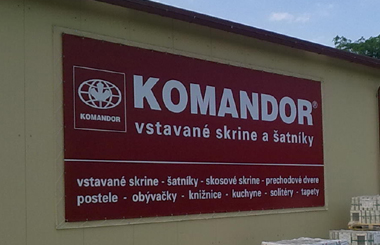 KOMANDOR
KOMANDOR®
vstavané skrine a šatníky
vstavané skrine - šatníky - skosové skrine - prechodové dvere
postele - obývačky - knižnice - kuchyne - solitéry - tapety